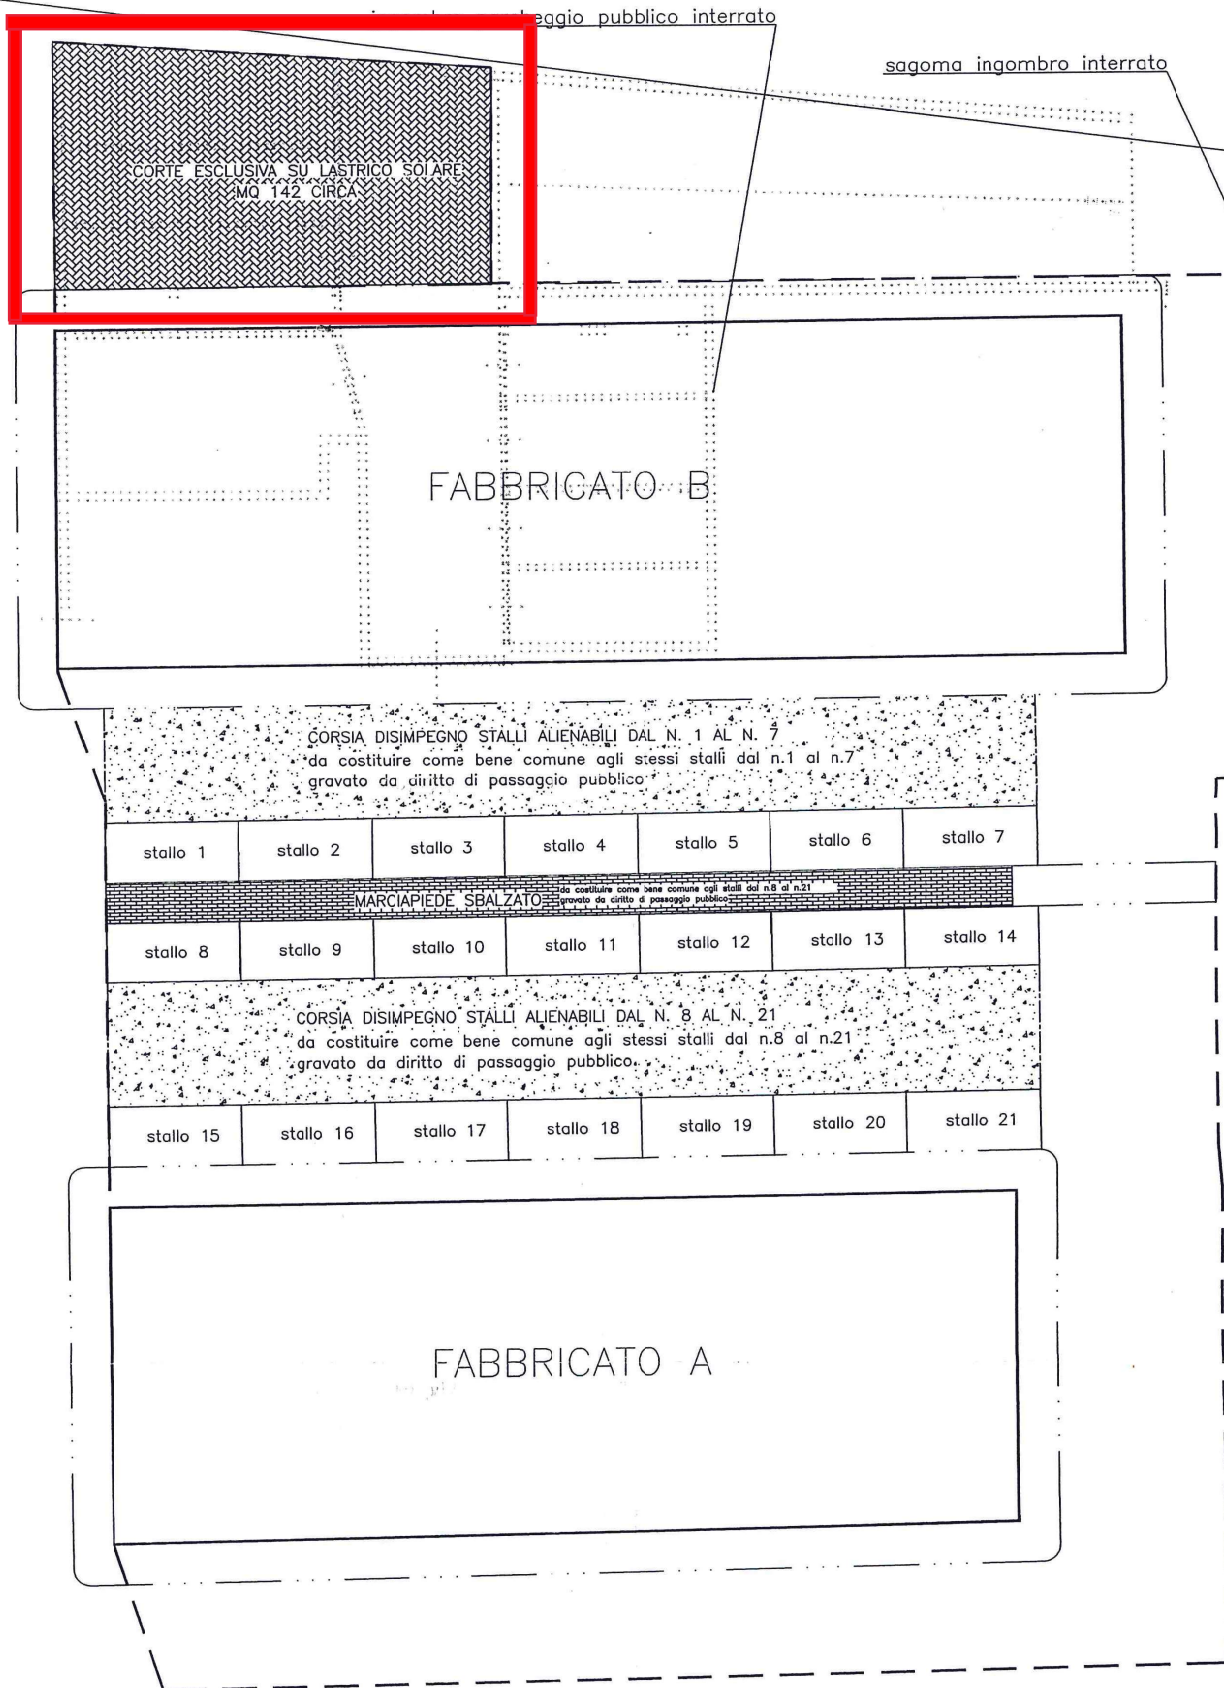 eggio pubblico interrato
sagoma ingombro interrato
CORTE ESCLUSIVA SU LASTRICO SOLARE
MQ 142 CIRCA
FABBRICATO B
CORSIA DISIMPEGNO STALLI ALIENABILI DAL N. 1 AL N. 7
da costituire come bene comune agli stessi stalli dal n.1 al n.7
gravato da diritto di passaggio pubblico
stallo 1 stallo 2 stallo 3 stallo 4 stallo 5 stallo 6 stallo 7
MARCIAPIEDE SBALZATO
da costituire come bene comune agli stalli dal n.8 al n.21
gravato da ciritto di passaggio pubblico
stallo 8 stallo 9 stallo 10 stallo 11 stallo 12 stallo 13 stallo 14
CORSIA DISIMPEGNO STALLI ALIENABILI DAL N. 8 AL N. 21
da costituire come bene comune agli stessi stalli dal n.8 al n.21
gravato da diritto di passaggio pubblico.
stallo 15 stallo 16 stallo 17 stallo 18 stallo 19 stallo 20 stallo 21
FABBRICATO A